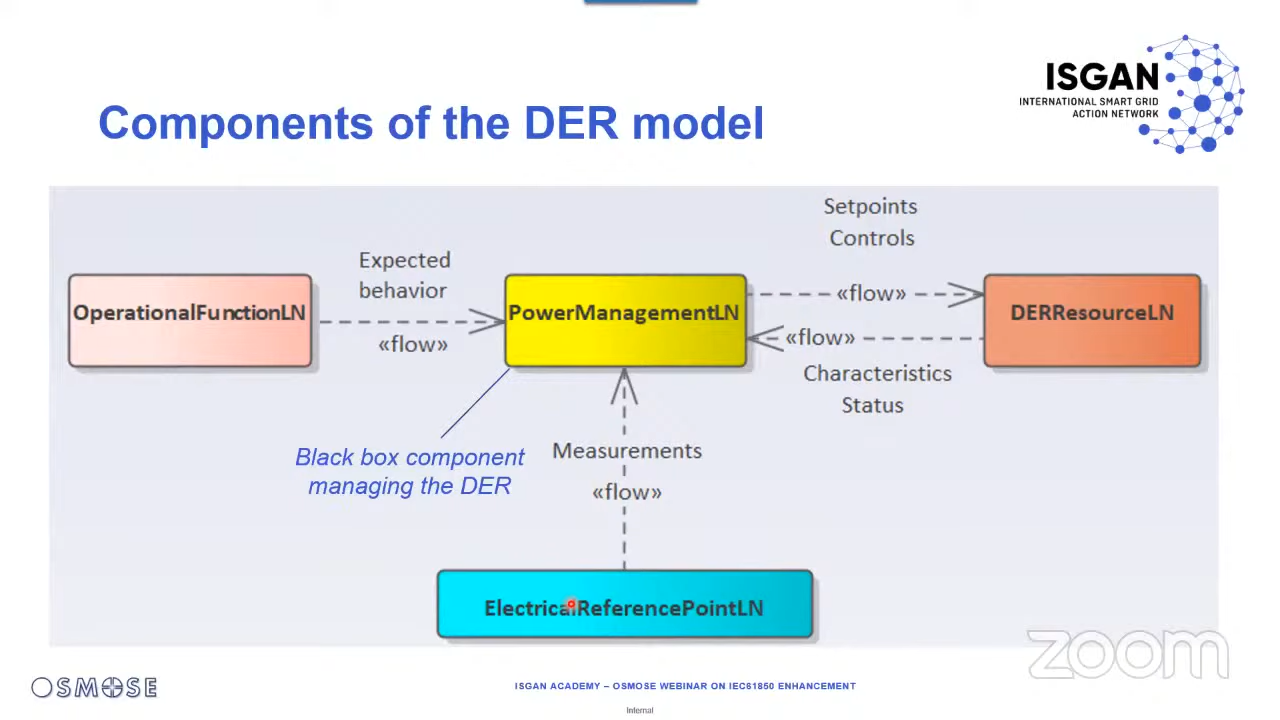 ISGAN
INTERNATIONAL SMART GRID
ACTION NETWORK
Components of the DER model
Setpoints
Controls
Expected
behavior
«flow»
OperationalFunctionLN
PowerManagementLN
«flow»
«flow»
DERResourceLN
Characteristics
Status
Black box component
managing the DER
Measurements
«flow»
ElectricalReferencePointLN
zoom
OSMOSE
ISGAN ACADEMY – OSMOSE WEBINAR ON IEC61850 ENHANCEMENT
Internal